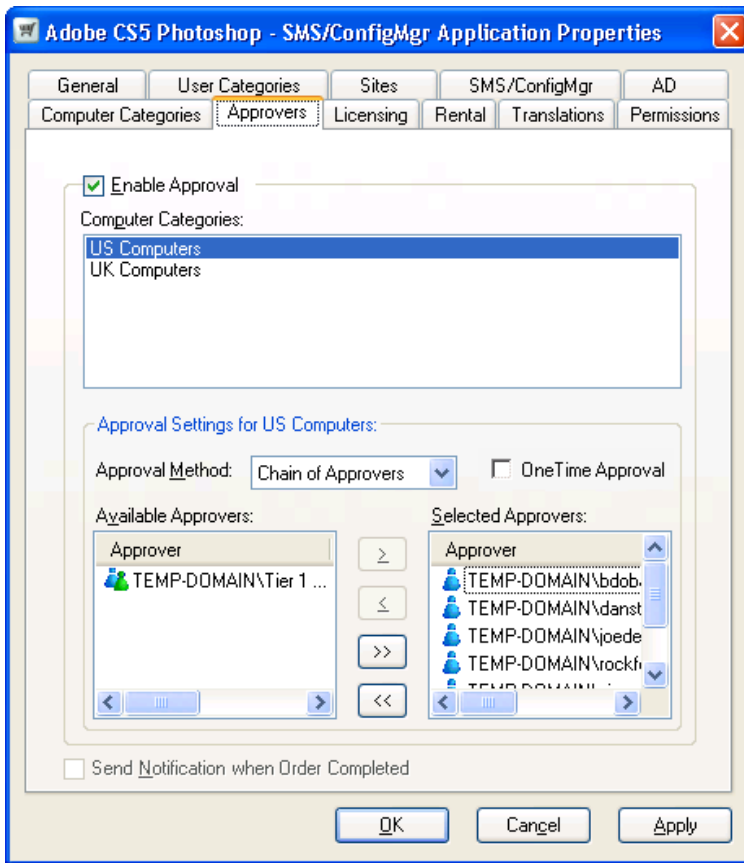 Adobe CS5 Photoshop - SMS/ConfigMgr Application Properties
General User Categories Sites SMS/ConfigMgr AD
Computer Categories Approvers Licensing Rental Translations Permissions
Enable Approval
Computer Categories:
US Computers
UK Computers
Approval Settings for US Computers:
Approval Method: Chain of Approvers OneTime Approval
Available Approvers: Selected Approvers:
Approver > Approver
TEMP-DOMAIN\Tier 1 ... TEMP-DOMAIN\bdob
< TEMP-DOMAIN\danst
>> TEMP-DOMAIN\joede
TEMP-DOMAIN\rockf
<<
Send Notification when Order Completed
OK Cancel Apply